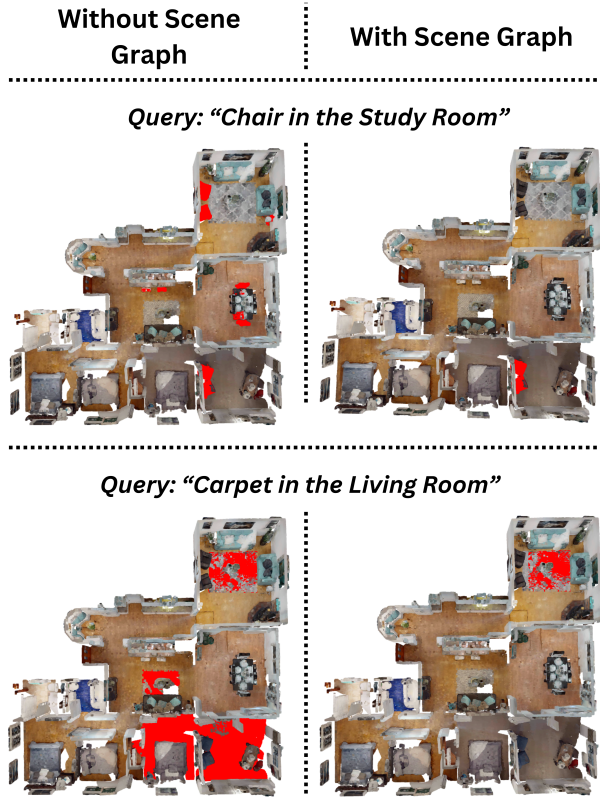 Without Scene
Graph
With Scene Graph
Query: “Chair in the Study Room”
Query: “Carpet in the Living Room”